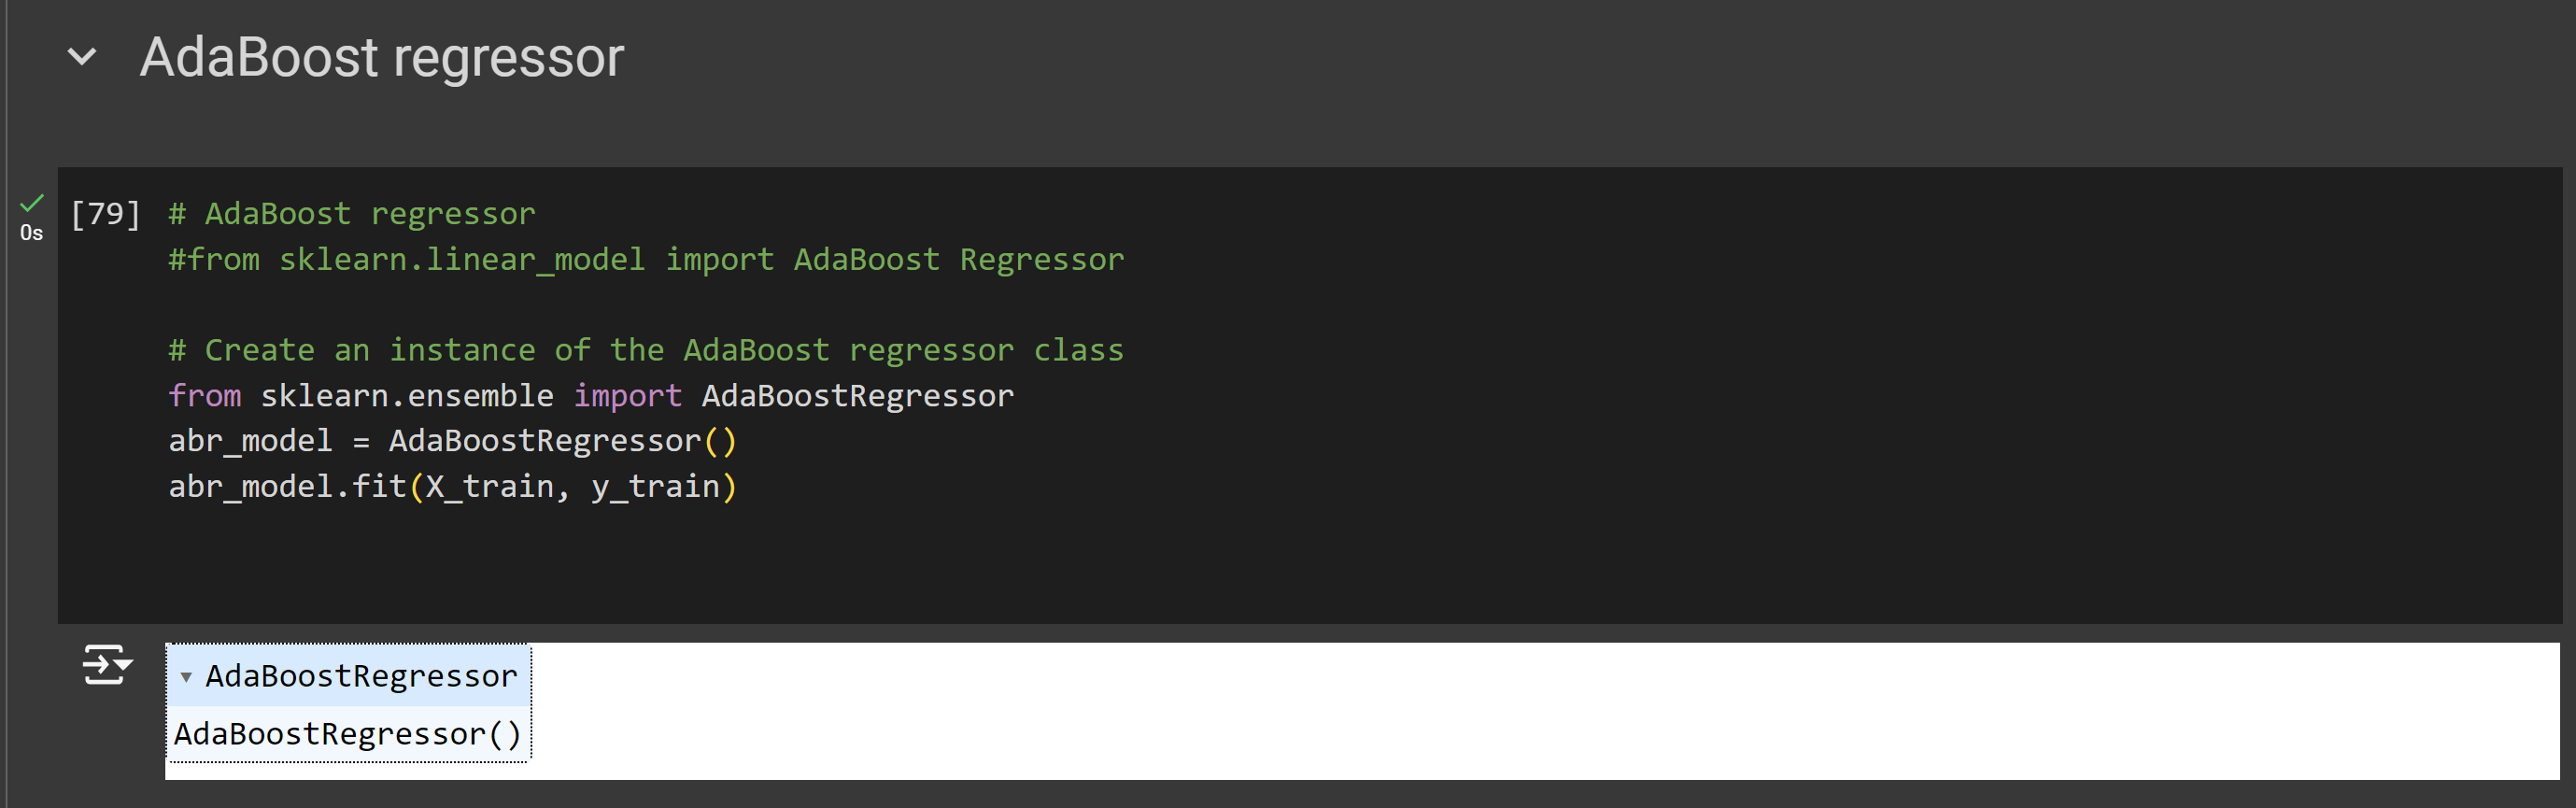 AdaBoost regressor
0s
[79] # AdaBoost regressor
#from sklearn.linear_model import AdaBoost Regressor
# Create an instance of the AdaBoost regressor class
from sklearn.ensemble import AdaBoostRegressor
abr_model = AdaBoostRegressor()
abr_model.fit(X_train, y_train)
AdaBoostRegressor
AdaBoostRegressor()